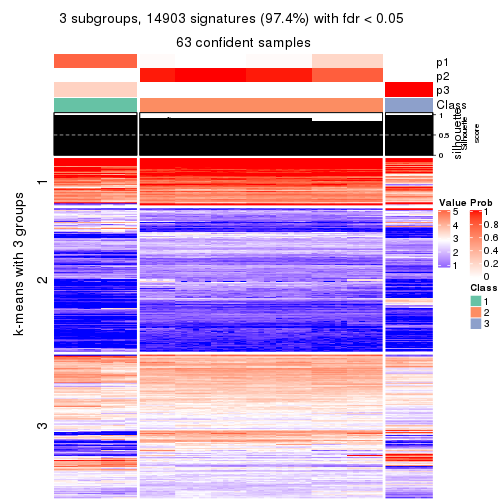 3 subgroups, 14903 signatures (97.4%) with fdr < 0.05
63 confident samples
p1
p2
p3
Class
1
0.5
0
silhouette
Silhouette
score
k-means with 3 groups
1
2
3
Value
5
4
3
2
1
Prob
1
0.8
0.6
0.4
0.2
0
Class
1
2
3